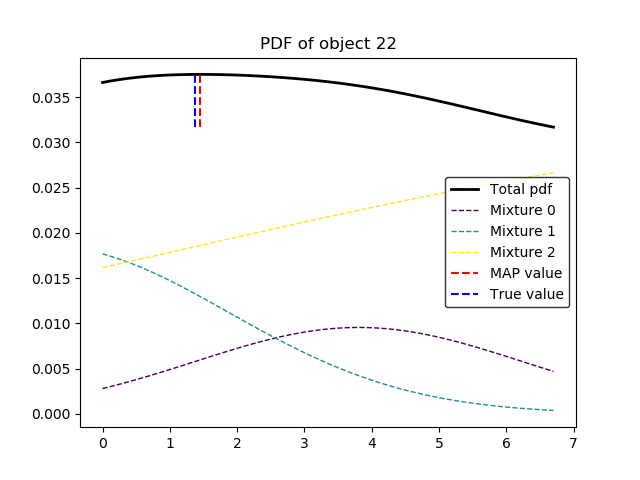 PDF of object 22
0.035
0.030
0.025
0.020
0.015
0.010
0.005
0.000
Total pdf
Mixture 0
Mixture 1
Mixture 2
MAP value
True value
0 1 2 3 4 5 6 7